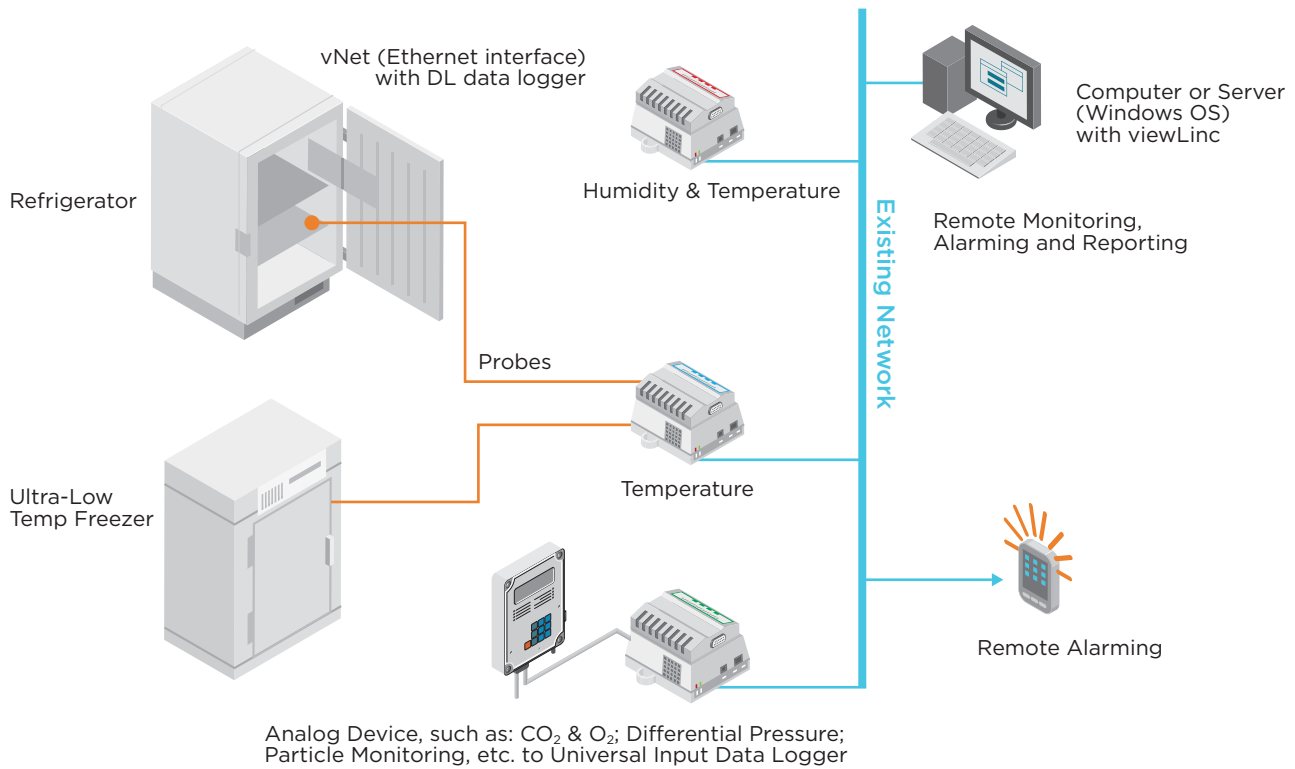 vNet (Ethernet interface)
with DL data logger
Computer or Server
(Windows OS)
with viewLinc
Refrigerator
Humidity & Temperature
Existing Network
Remote Monitoring,
Alarming and Reporting
Probes
Ultra-Low
Temp Freezer
Temperature
Remote Alarming
Analog Device, such as: CO₂ & O₂; Differential Pressure;
Particle Monitoring, etc. to Universal Input Data Logger